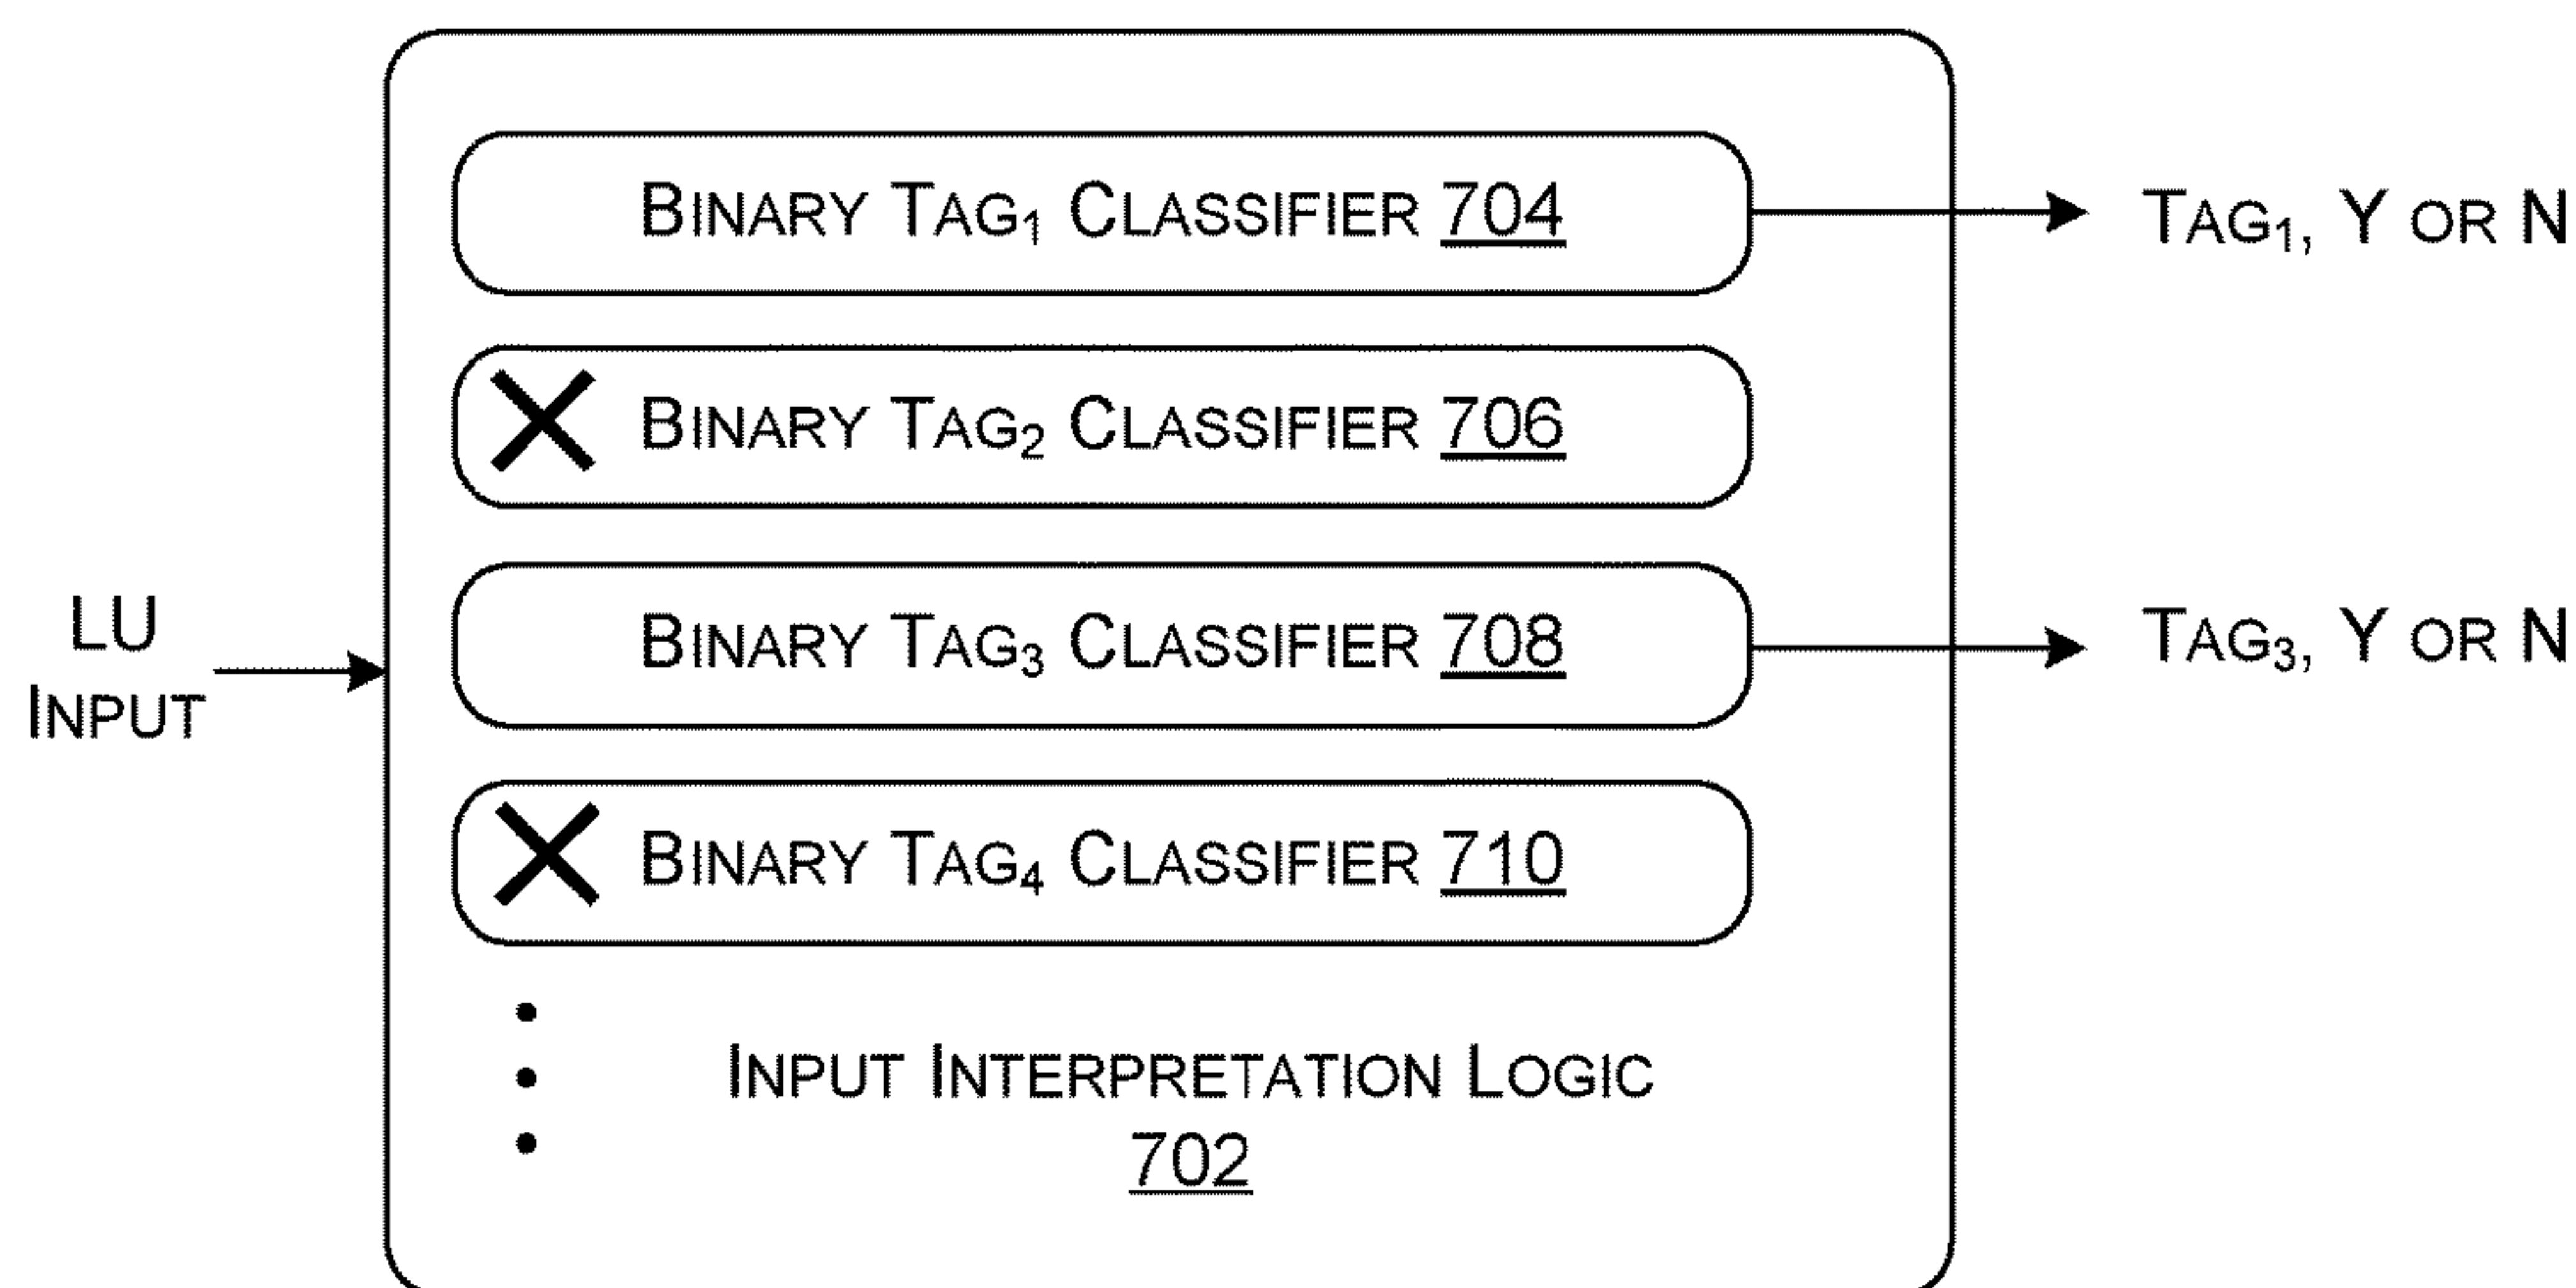 BINARY TAG₁ CLASSIFIER 704
TAG₁, Y OR N
BINARY TAG₂ CLASSIFIER 706
LU
INPUT
BINARY TAG₃ CLASSIFIER 708
TAG₃, Y OR N
BINARY TAG₄ CLASSIFIER 710
INPUT INTERPRETATION LOGIC
702